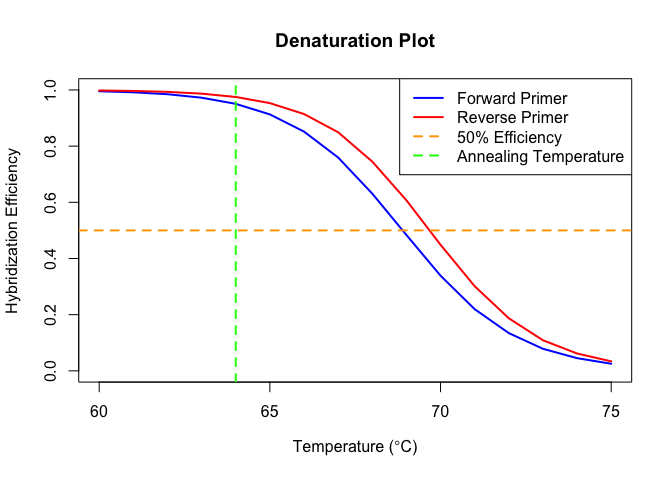 Denaturation Plot
Forward Primer
Reverse Primer
50% Efficiency
Annealing Temperature
Hybridization Efficiency
1.0
0.8
0.6
0.4
0.2
0.0
60 65 70 75
Temperature (°C)